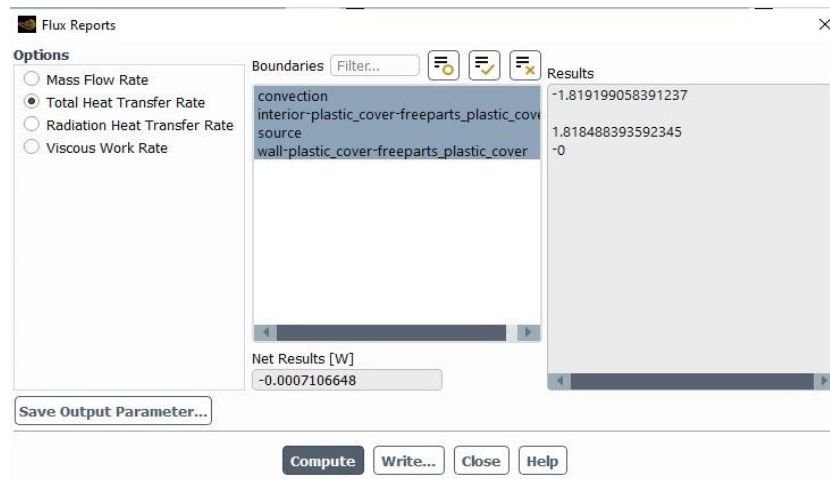 Flux Reports
Options
Mass Flow Rate
Total Heat Transfer Rate
Radiation Heat Transfer Rate
Viscous Work Rate
Boundaries Filter...
convection
interior-plastic_cover-freeparts_plastic_cove
source
wall-plastic_cover-freeparts_plastic_cover
Results
-1.819199058391237
1.818488393592345
-0
Net Results [W]
-0.0007106648
Save Output Parameter...
Compute Write... Close Help